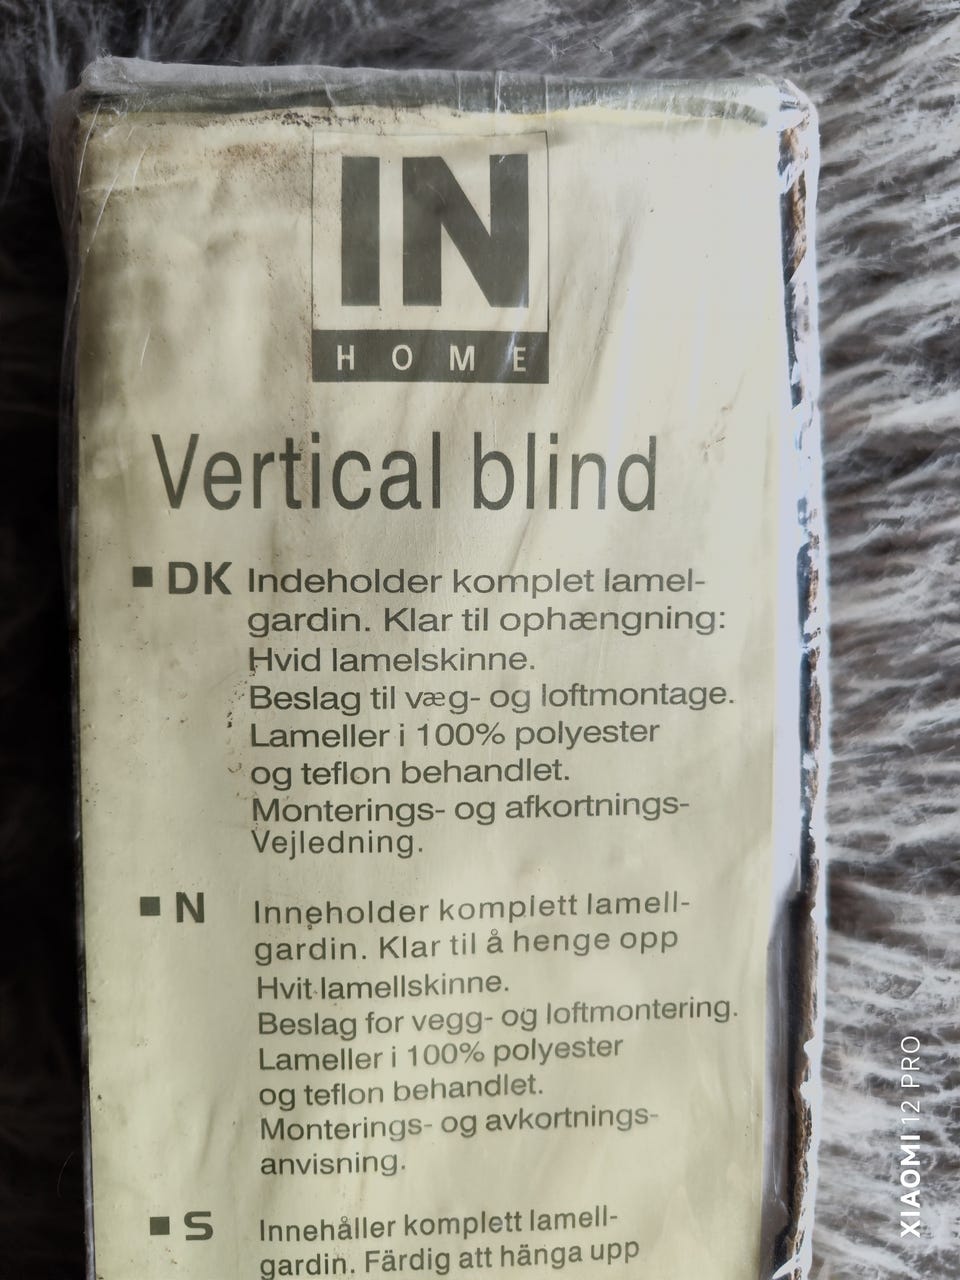 IN
HOME
Vertical blind
■ DK Indeholder komplet lamel-
gardin. Klar til ophængning:
Hvid lamelskinne.
Beslag til væg- og loftmontage.
Lameller i 100% polyester
og teflon behandlet.
Monterings- og afkortnings-
Vejledning.
■ N Inneholder komplett lamell-
gardin. Klar til å henge opp
Hvit lamellskinne.
Beslag for vegg- og loftmontering.
Lameller i 100% polyester
og teflon behandlet.
Monterings- og avkortnings-
anvisning.
■ S Innehåller komplett lamell-
gardin. Färdig att hänga upp
XIAOMI 12 PRO